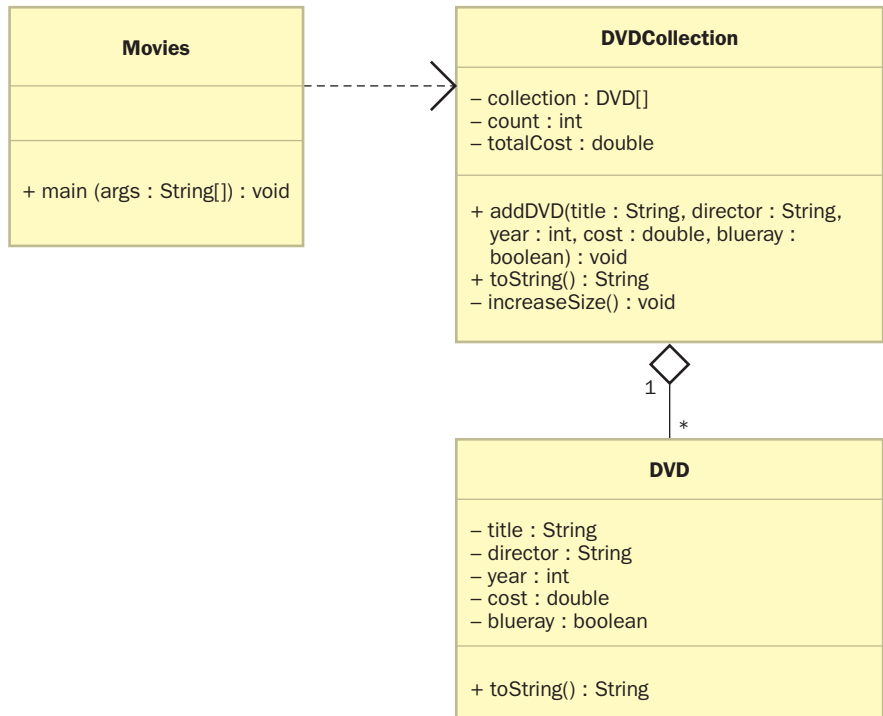 Movies
+ main (args : String[]) : void
DVDCollection
– collection : DVD[]
– count : int
– totalCost : double
+ addDVD(title : String, director : String,
year : int, cost : double, blueray :
boolean) : void
+ toString() : String
– increaseSize() : void
1
*
DVD
– title : String
– director : String
– year : int
– cost : double
– blueray : boolean
+ toString() : String